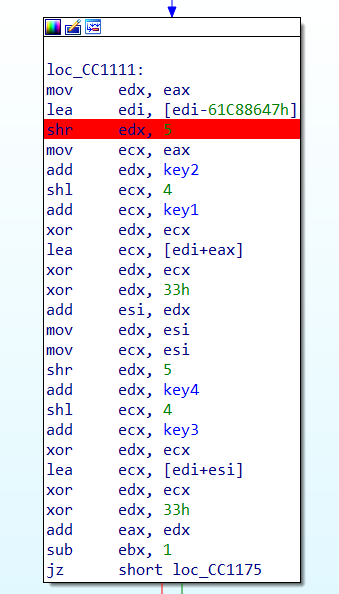 loc_CC1111:
mov edx, eax
lea edi, [edi-61C88647h]
shr edx, 5
mov ecx, eax
add edx, key2
shl ecx, 4
add ecx, key1
xor edx, ecx
lea ecx, [edi+eax]
xor edx, ecx
xor edx, 33h
add esi, edx
mov edx, esi
mov ecx, esi
shr edx, 5
add edx, key4
shl ecx, 4
add ecx, key3
xor edx, ecx
lea ecx, [edi+esi]
xor edx, ecx
xor edx, 33h
add eax, edx
sub ebx, 1
jz short loc_CC1175